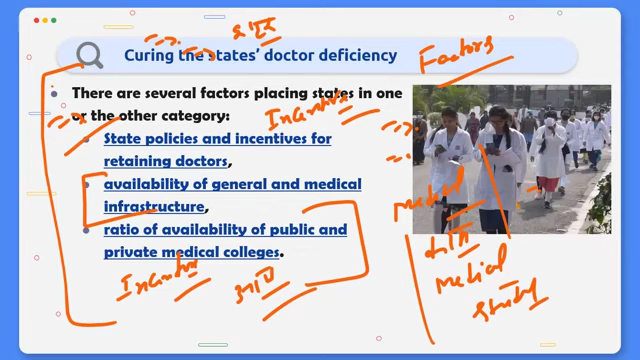 Curing the states' doctor deficiency
Factors
There are several factors placing states in one
or the other category:
State policies and incentives for
retaining doctors,
availability of general and medical
infrastructure,
ratio of availability of public and
private medical colleges.
medical
medical
study